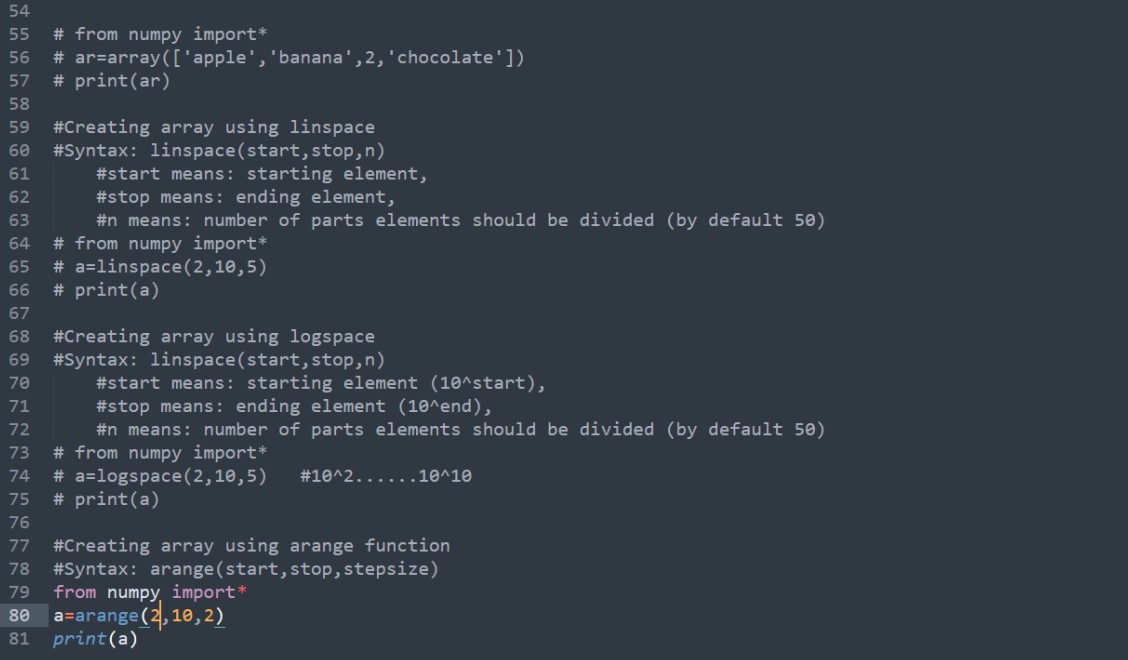 54
55 # from numpy import*
56 # ar=array(['apple','banana',2,'chocolate'])
57 # print(ar)
58
59 #Creating array using linspace
60 #Syntax: linspace(start,stop,n)
61     #start means: starting element,
62     #stop means: ending element,
63     #n means: number of parts elements should be divided (by default 50)
64 # from numpy import*
65 # a=linspace(2,10,5)
66 # print(a)
67
68 #Creating array using logspace
69 #Syntax: linspace(start,stop,n)
70     #start means: starting element (10^start),
71     #stop means: ending element (10^end),
72     #n means: number of parts elements should be divided (by default 50)
73 # from numpy import*
74 # a=logspace(2,10,5)   #10^2......10^10
75 # print(a)
76
77 #Creating array using arange function
78 #Syntax: arange(start,stop,stepsize)
79 from numpy import*
80 a=arange(2,10,2)
81 print(a)